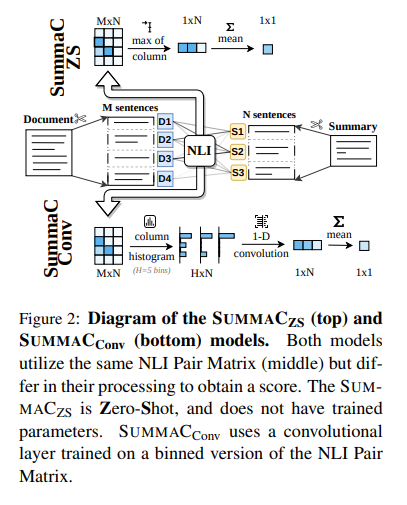 SummaC
ZS
MxN
max of
column
1xN
Σ
mean
1x1
Document
M sentences
D1
D2
D3
D4
NLI
N sentences
S1
S2
S3
Summary
SummaC
Conv
MxN
column
histogram
(H=5 bins)
HxN
1-D
convolution
1xN
Σ
mean
1x1
Figure 2: Diagram of the SUMMACZS (top) and
SUMMACConv (bottom) models. Both models
utilize the same NLI Pair Matrix (middle) but dif-
fer in their processing to obtain a score. The SUM-
MACZS is Zero-Shot, and does not have trained
parameters. SUMMACConv uses a convolutional
layer trained on a binned version of the NLI Pair
Matrix.